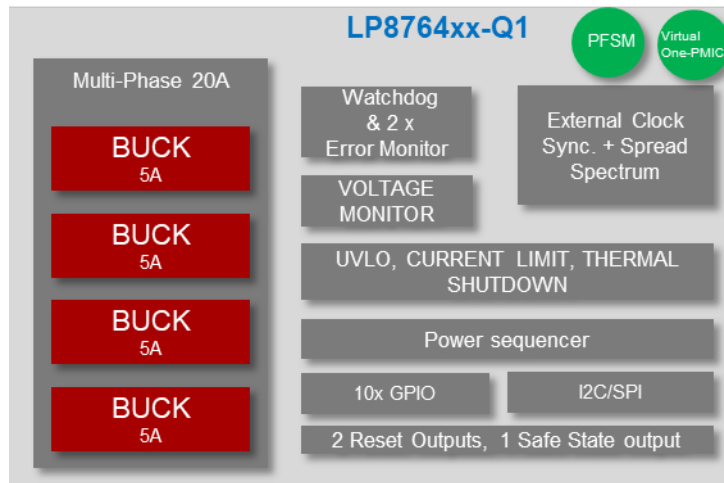 LP8764xx-Q1
PFSM
Virtual
One-PMIC
Multi-Phase 20A
BUCK
5A
BUCK
5A
BUCK
5A
BUCK
5A
Watchdog
& 2 x
Error Monitor
External Clock
Sync. + Spread
Spectrum
VOLTAGE
MONITOR
UVLO, CURRENT LIMIT, THERMAL
SHUTDOWN
Power sequencer
10x GPIO
I2C/SPI
2 Reset Outputs, 1 Safe State output